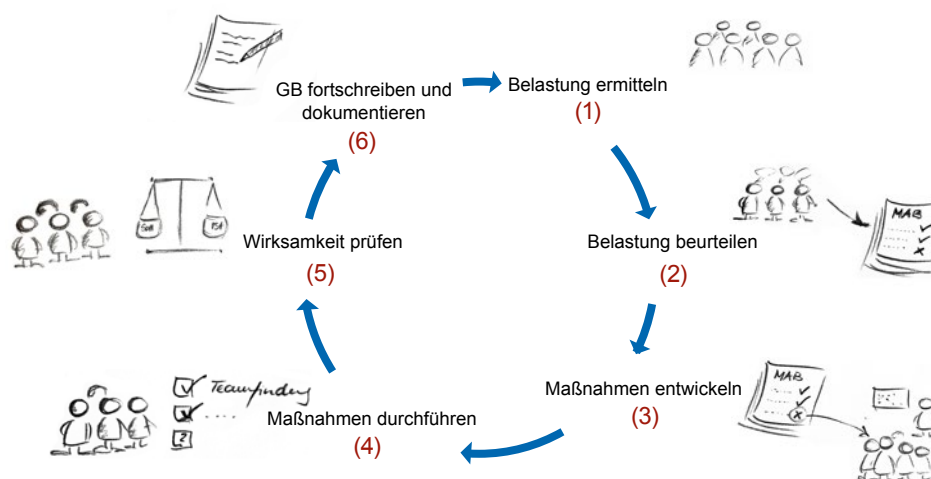 GB fortschreiben und
dokumentieren
(6)
Belastung ermitteln
(1)
Belastung beurteilen
(2)
MAB
Maßnahmen entwickeln
(3)
MAB
Maßnahmen durchführen
(4)
?
Wirksamkeit prüfen
(5)